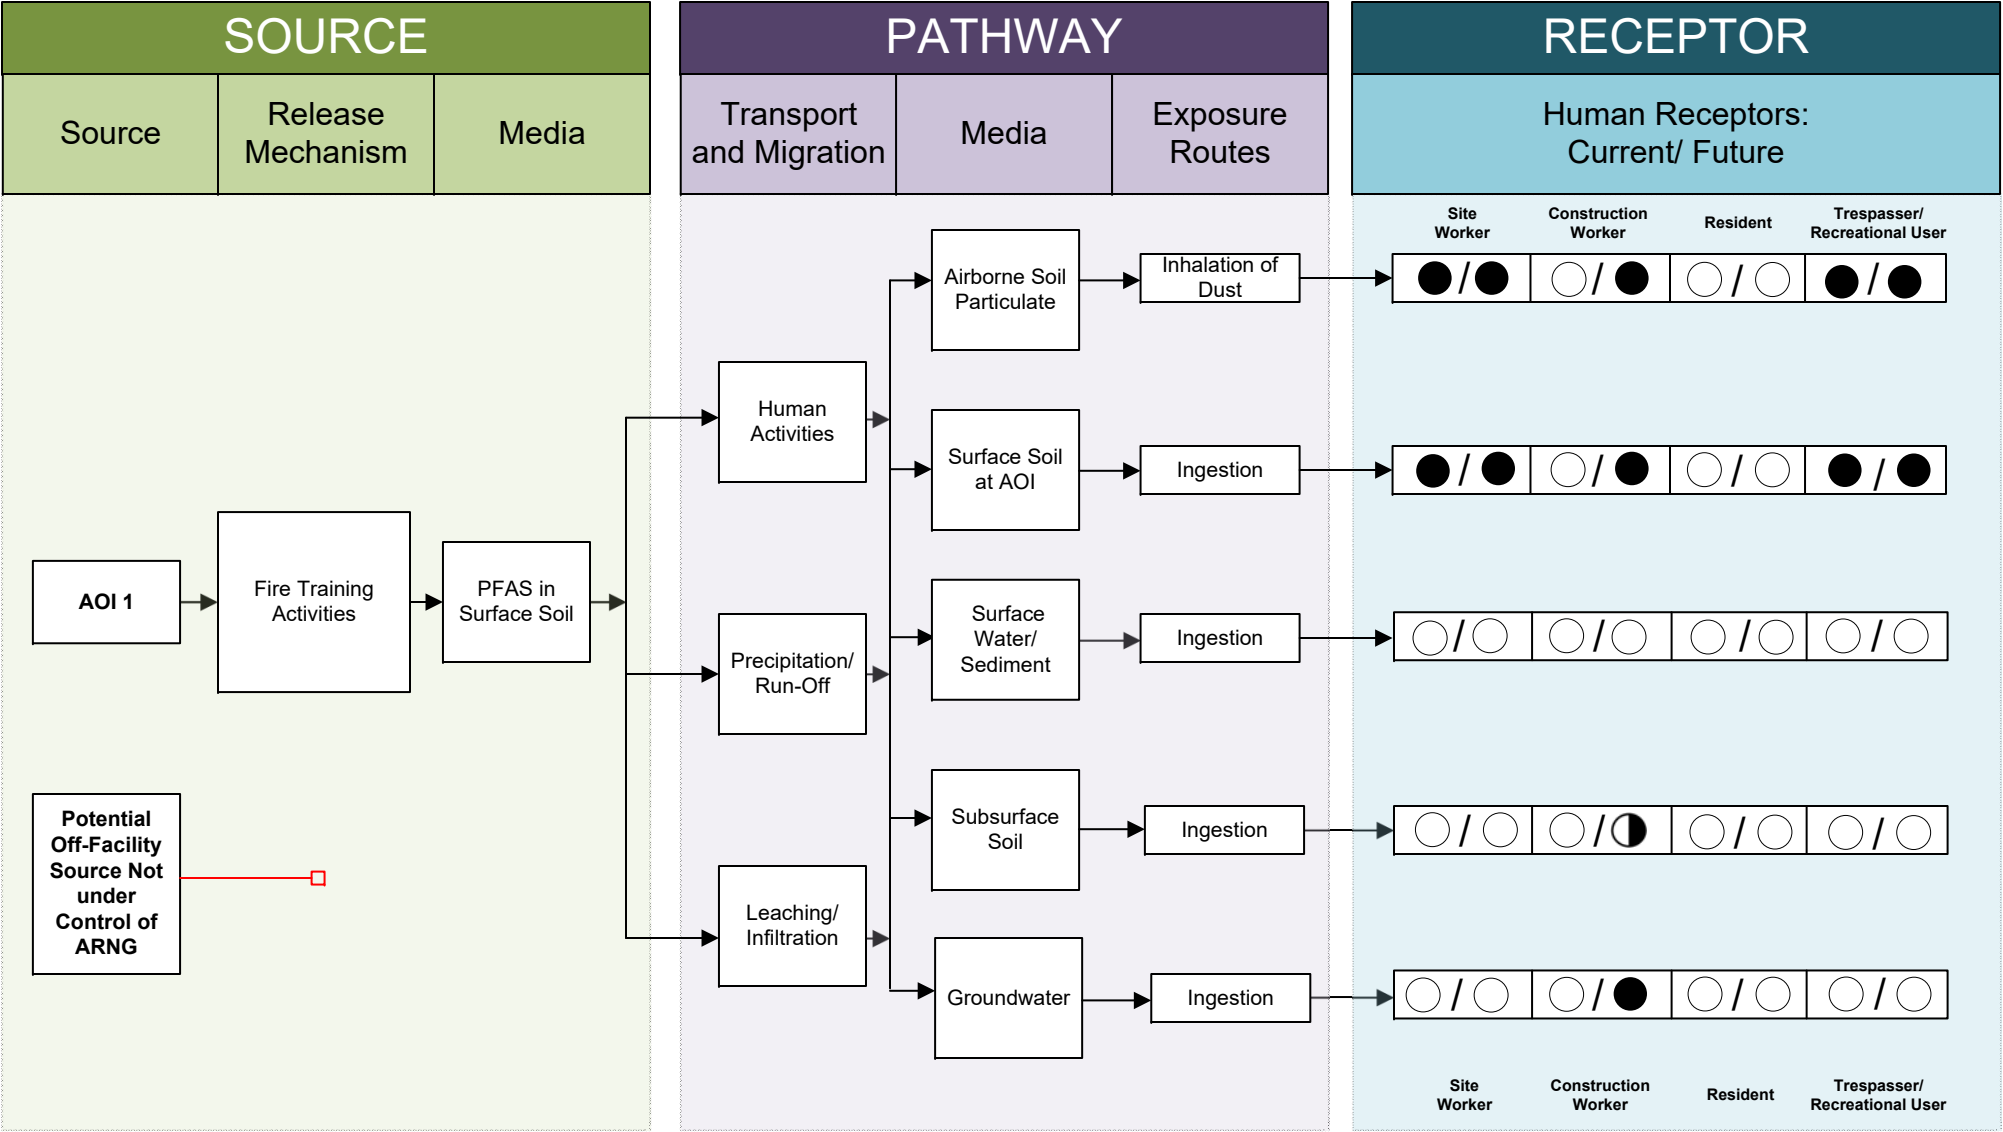 SOURCE
PATHWAY
RECEPTOR
Source
Release
Mechanism
Media
Transport
and Migration
Media
Exposure
Routes
Human Receptors:
Current/ Future
Site
Worker
Construction
Worker
Resident
Trespasser/
Recreational User
Airborne Soil
Particulate
Inhalation of
Dust
/
/
/
/
Human
Activities
Surface Soil
at AOI
Ingestion
/
/
/
/
AOI 1
Fire Training
Activities
PFAS in
Surface Soil
Precipitation/
Run-Off
Surface
Water/
Sediment
Ingestion
/
/
/
/
Potential
Off-Facility
Source Not
under
Control of
ARNG
Subsurface
Soil
Ingestion
/
/
/
/
Leaching/
Infiltration
Groundwater
Ingestion
/
/
/
/
Site
Worker
Construction
Worker
Resident
Trespasser/
Recreational User